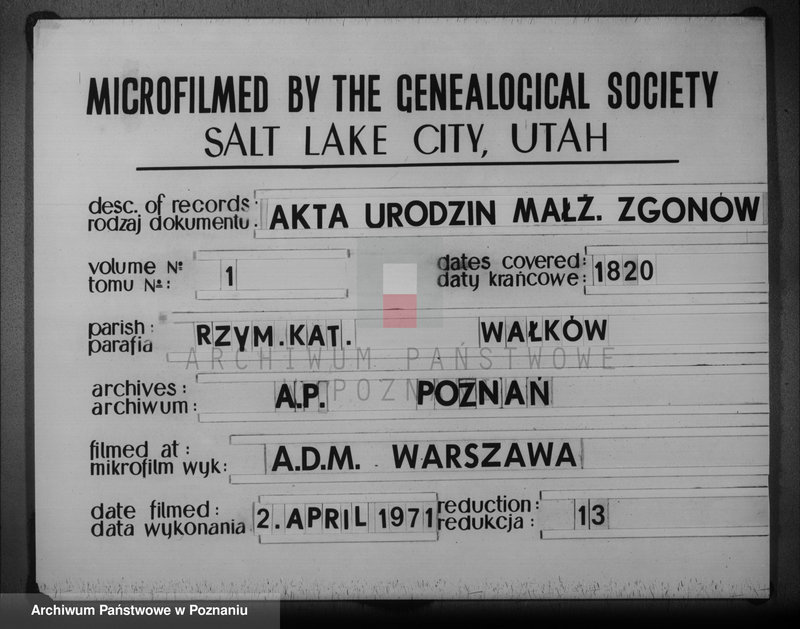 MICROFILMED BY THE GENEALOGICAL SOCIETY
SALT LAKE CITY, UTAH
desc. of records:
rodzaj dokumentu:
AKTA URODZIN MAŁŻ. ZGONÓW
volume №
tomu №:
1
dates covered:
daty krańcowe:
1820
parish:
parafia
RZYM.KAT. WAŁKÓW
ARCHIWUM PAŃSTWOWE
W POZNANIU
archives:
archiwum:
A.P. POZNAŃ
filmed at:
mikrofilm wyk:
A.D.M. WARSZAWA
date filmed:
data wykonania
2. APRIL 1971
reduction:
redukcja:
13
Archiwum Państwowe w Poznaniu